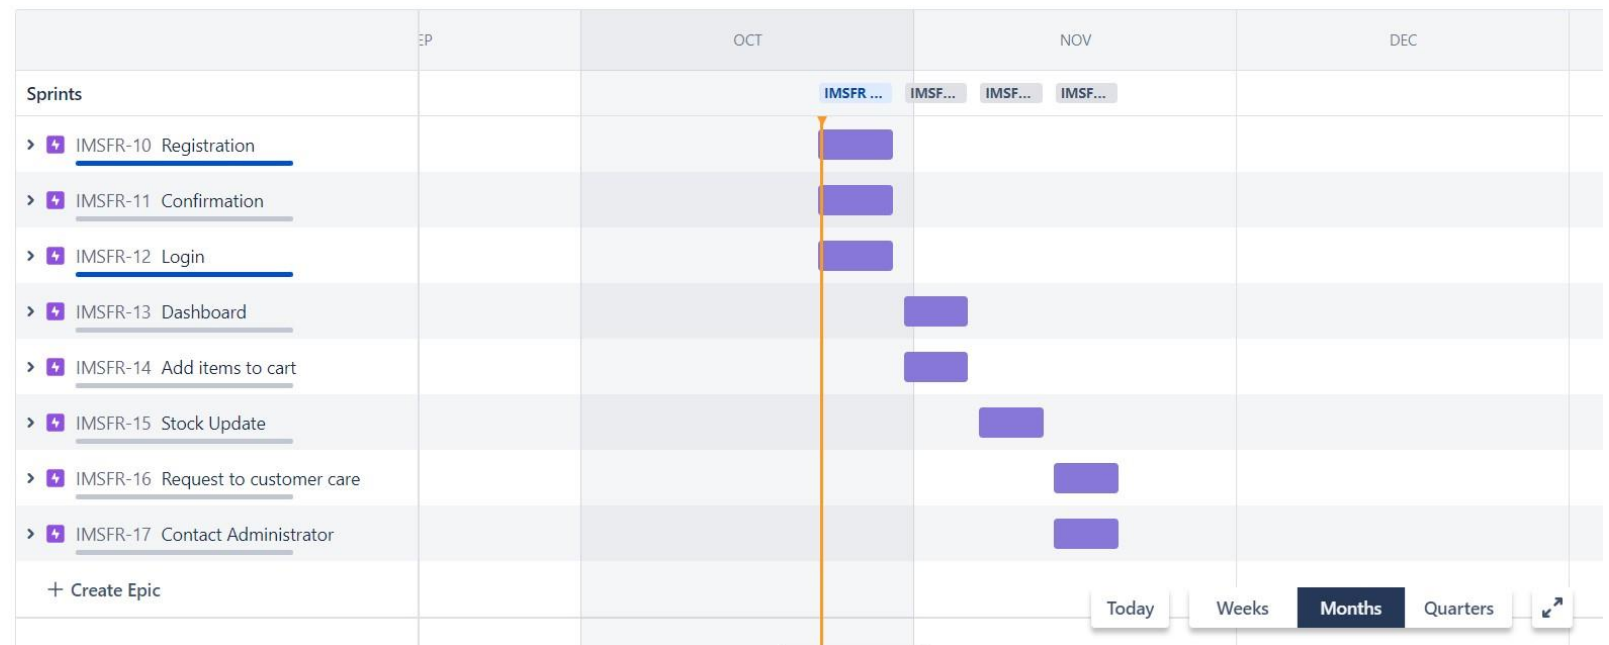 EP OCT NOV DEC
Sprints IMSFR ... IMSF... IMSF... IMSF...
IMSFR-10 Registration
IMSFR-11 Confirmation
IMSFR-12 Login
IMSFR-13 Dashboard
IMSFR-14 Add items to cart
IMSFR-15 Stock Update
IMSFR-16 Request to customer care
IMSFR-17 Contact Administrator
+ Create Epic
Today Weeks Months Quarters